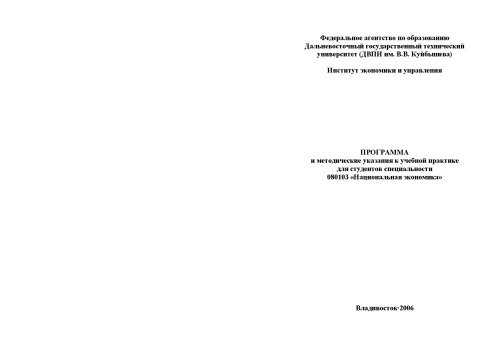 Федеральное агентство по образованию
Дальневосточный государственный технический
университет (ДВПИ им. В.В. Куйбышева)
Институт экономики и управления
ПРОГРАММА
и методические указания к учебной практике
для студентов специальности
080103 «Национальная экономика»
Владивосток·2006